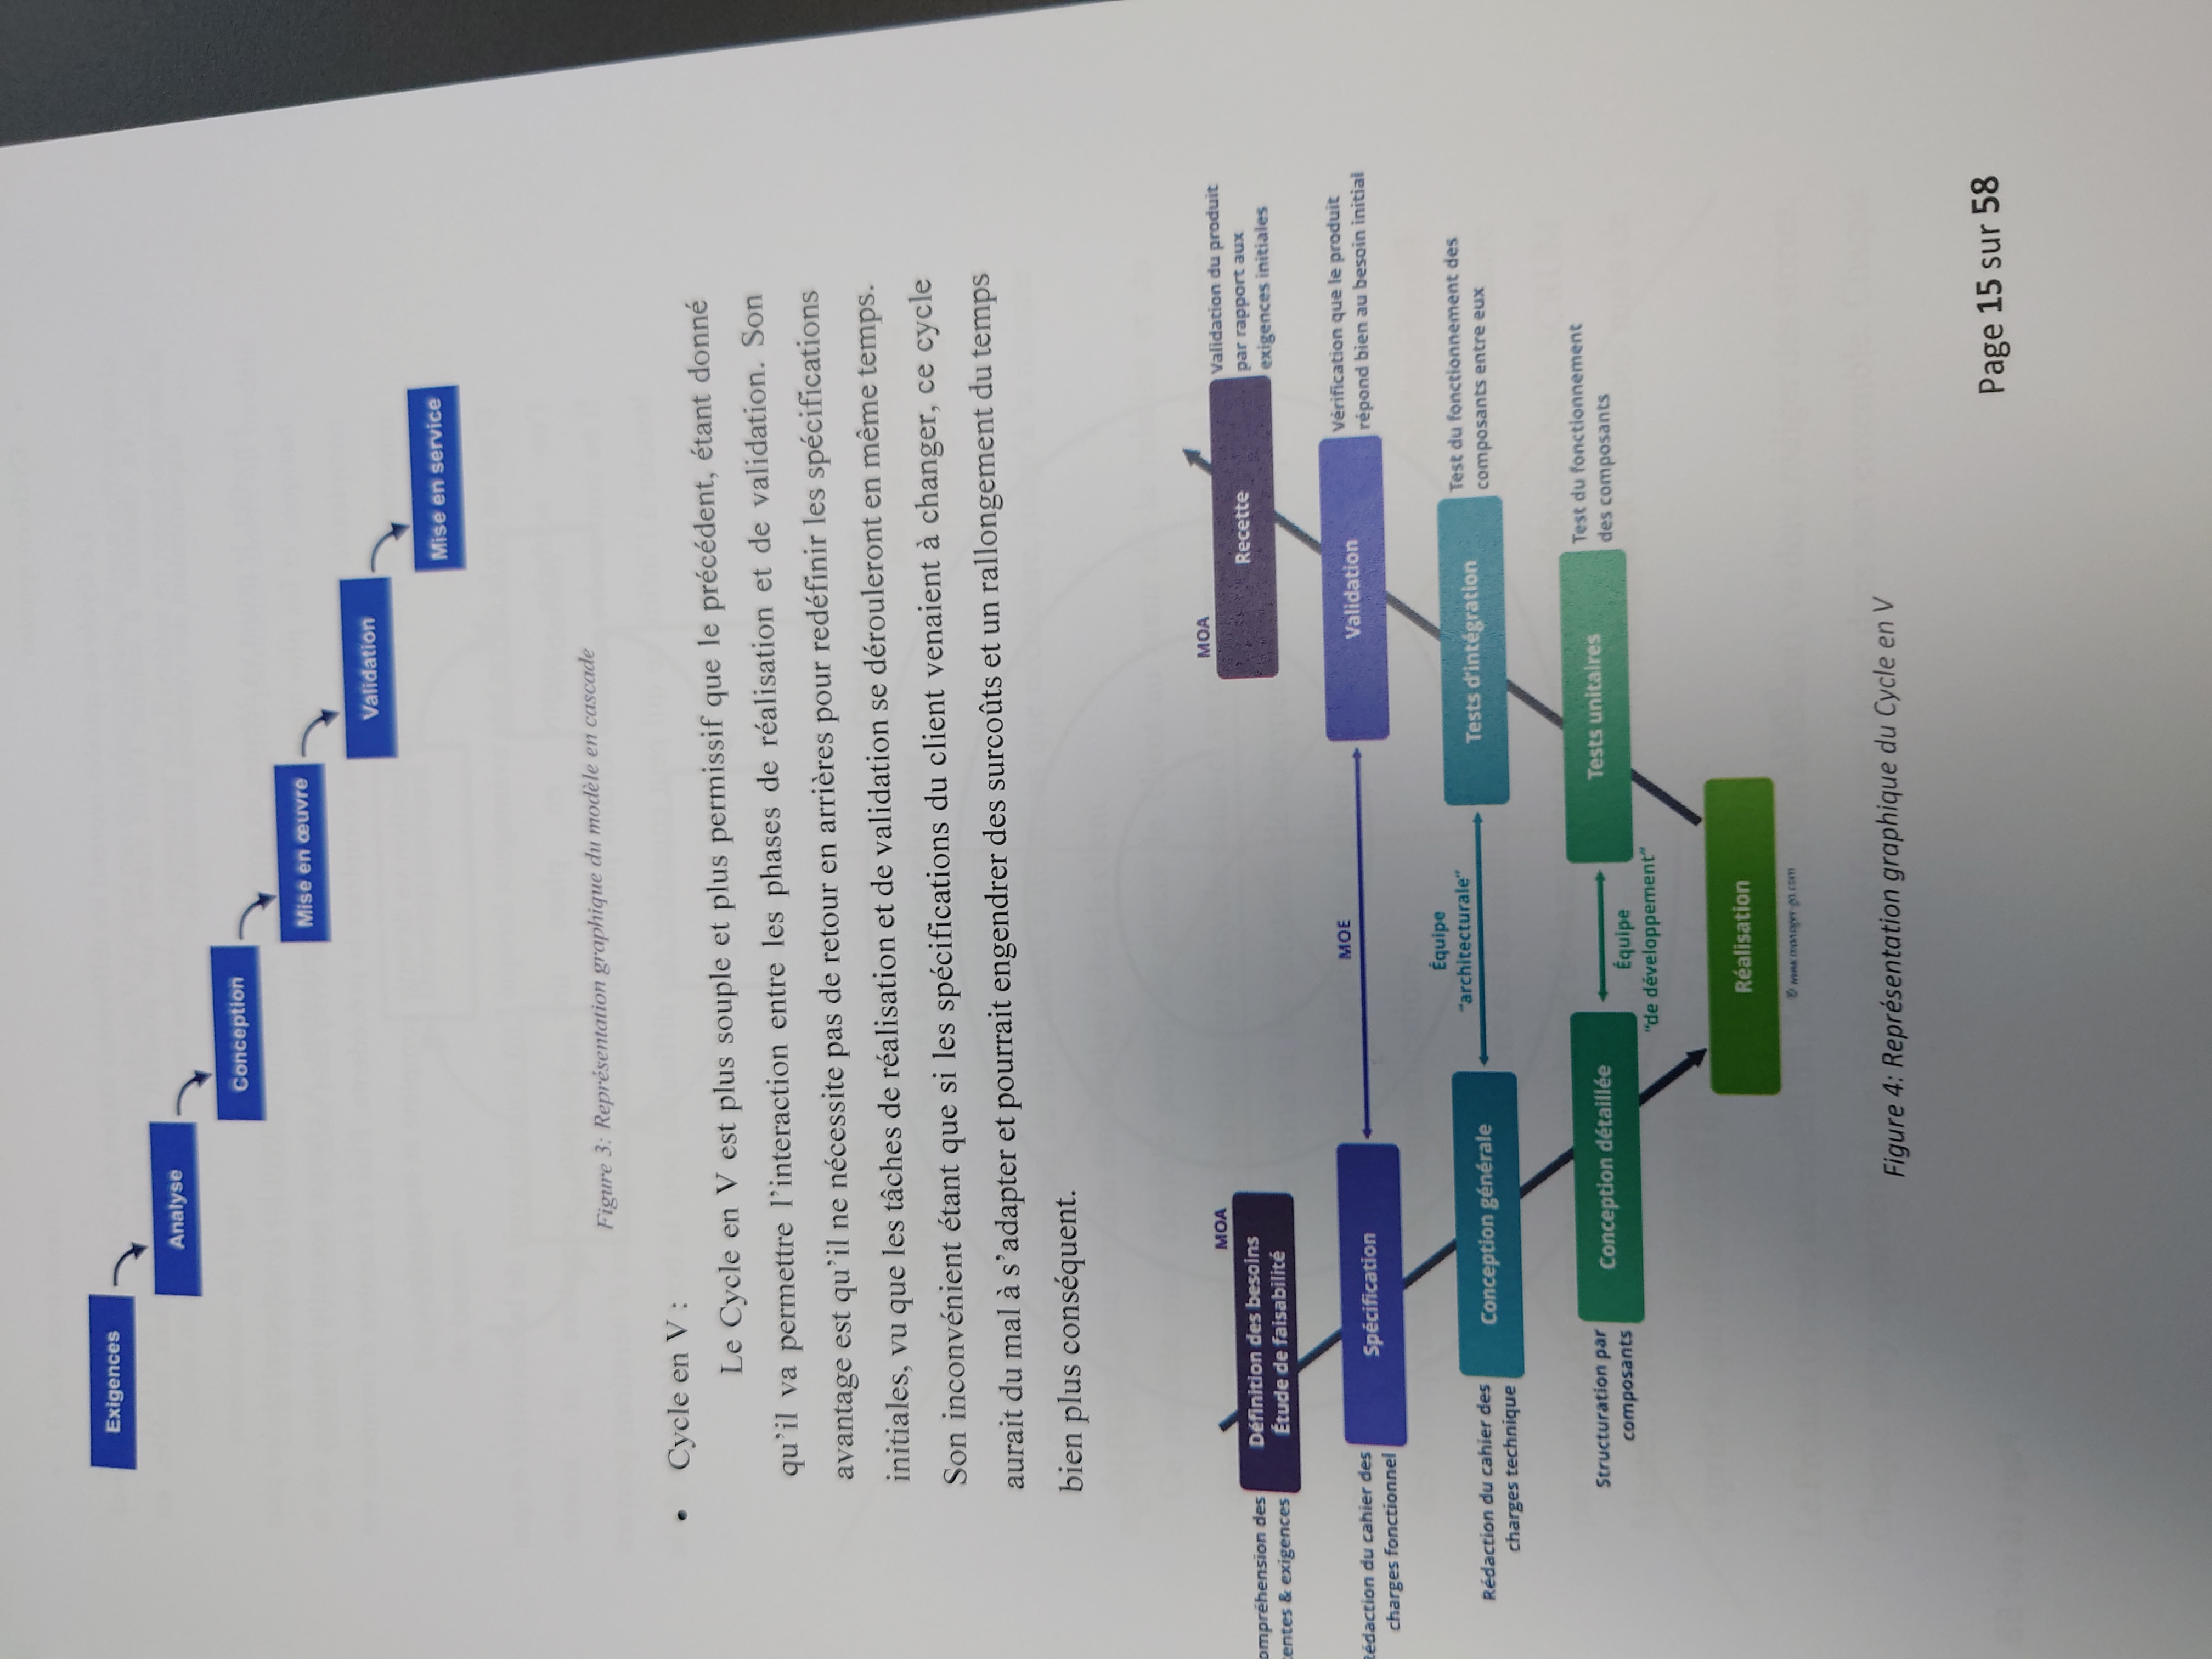 Exigences
Analyse
Conception
Mise en œuvre
Validation
Mise en service
Figure 3: Représentation graphique du modèle en cascade
• Cycle en V :
Le Cycle en V est plus souple et plus permissif que le précédent, étant donné
qu’il va permettre l’interaction entre les phases de réalisation et de validation. Son
avantage est qu’il ne nécessite pas de retour en arrières pour redéfinir les spécifications
initiales, vu que les tâches de réalisation et de validation se dérouleront en même temps.
Son inconvénient étant que si les spécifications du client venaient à changer, ce cycle
aurait du mal à s’adapter et pourrait engendrer des surcoûts et un rallongement du temps
bien plus conséquent.
MOA
MOA
ompréhension des
entes & exigences
Définition des besoins
Étude de faisabilité
Recette
Validation du produit
par rapport aux
exigences initiales
Rédaction du cahier des
charges fonctionnel
Spécification
MOE
Validation
Vérification que le produit
répond bien au besoin initial
Rédaction du cahier des
charges technique
Conception générale
Équipe
“architecturale”
Tests d’intégration
Test du fonctionnement des
composants entre eux
Structuration par
composants
Conception détaillée
Équipe
“de développement”
Tests unitaires
Test du fonctionnement
des composants
Réalisation
© www.manager-go.com
Figure 4: Représentation graphique du Cycle en V
Page 15 sur 58